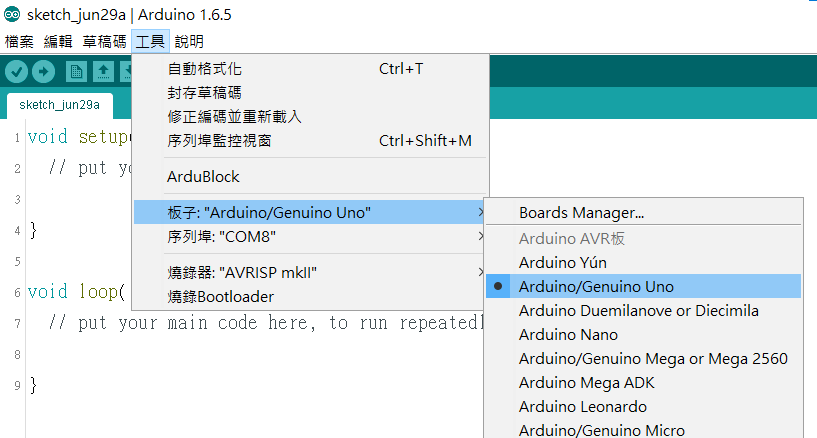 sketch_jun29a | Arduino 1.6.5
檔案 編輯 草稿碼 工具 說明
sketch_jun29a
自動格式化 Ctrl+T
封存草稿碼
修正編碼並重新載入
序列埠監控視窗 Ctrl+Shift+M
ArduBlock
板子: "Arduino/Genuino Uno"
序列埠: "COM8"
燒錄器: "AVRISP mkII"
燒錄Bootloader
Boards Manager...
Arduino AVR板
Arduino Yún
Arduino/Genuino Uno
Arduino Duemilanove or Diecimila
Arduino Nano
Arduino/Genuino Mega or Mega 2560
Arduino Mega ADK
Arduino Leonardo
Arduino/Genuino Micro
1 void setup
2 // put yo
3
4 }
5
6 void loop(
7 // put your main code here, to run repeatedl
8
9 }